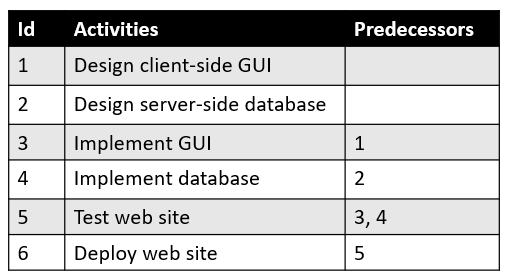 Id Activities Predecessors
1 Design client-side GUI
2 Design server-side database
3 Implement GUI 1
4 Implement database 2
5 Test web site 3, 4
6 Deploy web site 5